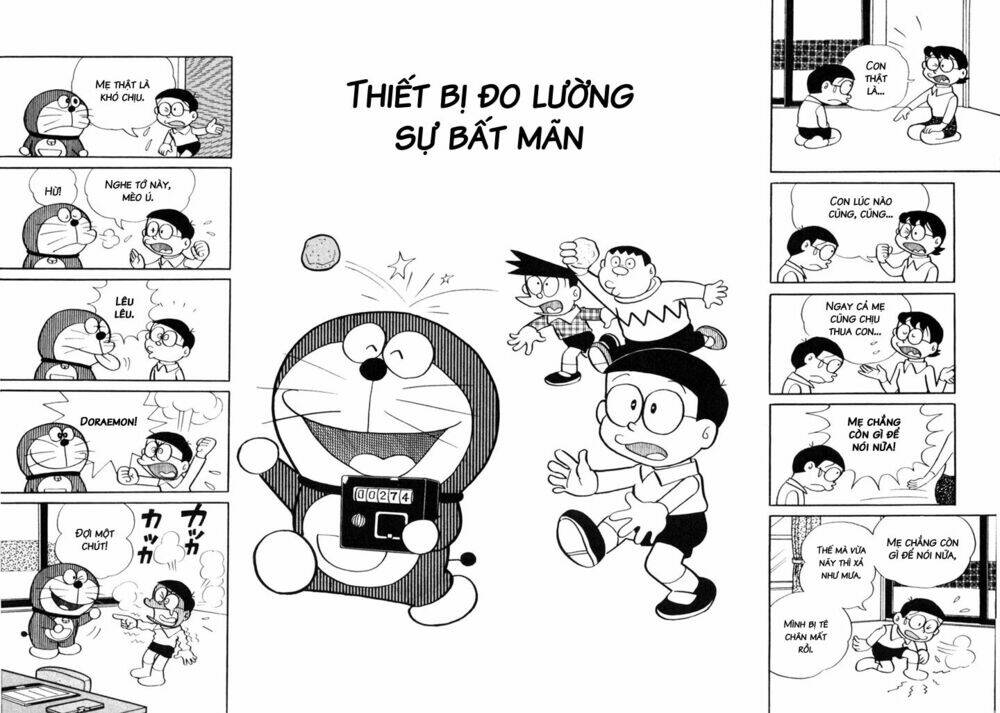 THIẾT BỊ ĐO LƯỜNG
SỰ BẤT MÃN
CON
THẬT
LÀ...
CON LÚC NÀO
CŨNG, CŨNG...
NGAY CẢ MẸ
CŨNG CHỊU
THUA CON...
MẸ CHẲNG
CÒN GÌ ĐỂ
NÓI NỮA!
MẸ CHẲNG CÒN
GÌ ĐỂ NÓI NỮA,
THẾ MÀ VỪA
NÃY THÌ XẢ
NHƯ MƯA.
MÌNH BỊ TÊ
CHÂN MẤT
RỒI.
MẸ THẬT LÀ
KHÓ CHỊU.
NGHE TỚ NÀY,
MÈO Ú.
HỪ!
LÊU
LÊU.
DORAEMON!
ĐỢI MỘT
CHÚT!
カッカ
カッカ
00274